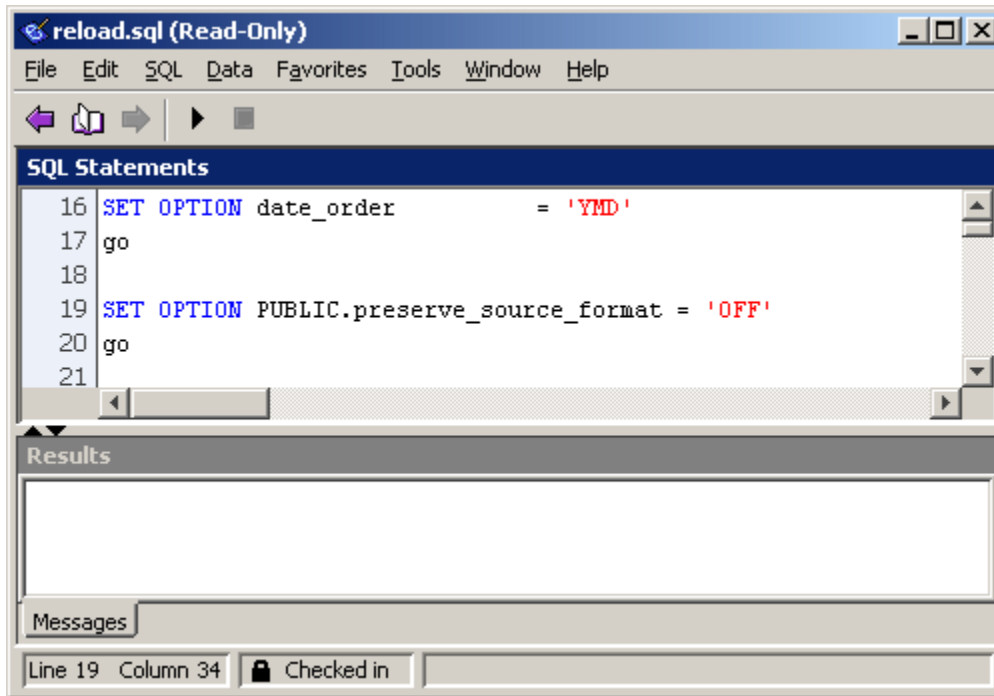 reload.sql (Read-Only)
File Edit SQL Data Favorites Tools Window Help
SQL Statements
16 SET OPTION date_order = 'YMD'
17 go
18
19 SET OPTION PUBLIC.preserve_source_format = 'OFF'
20 go
21
Results
Messages
Line 19 Column 34 Checked in